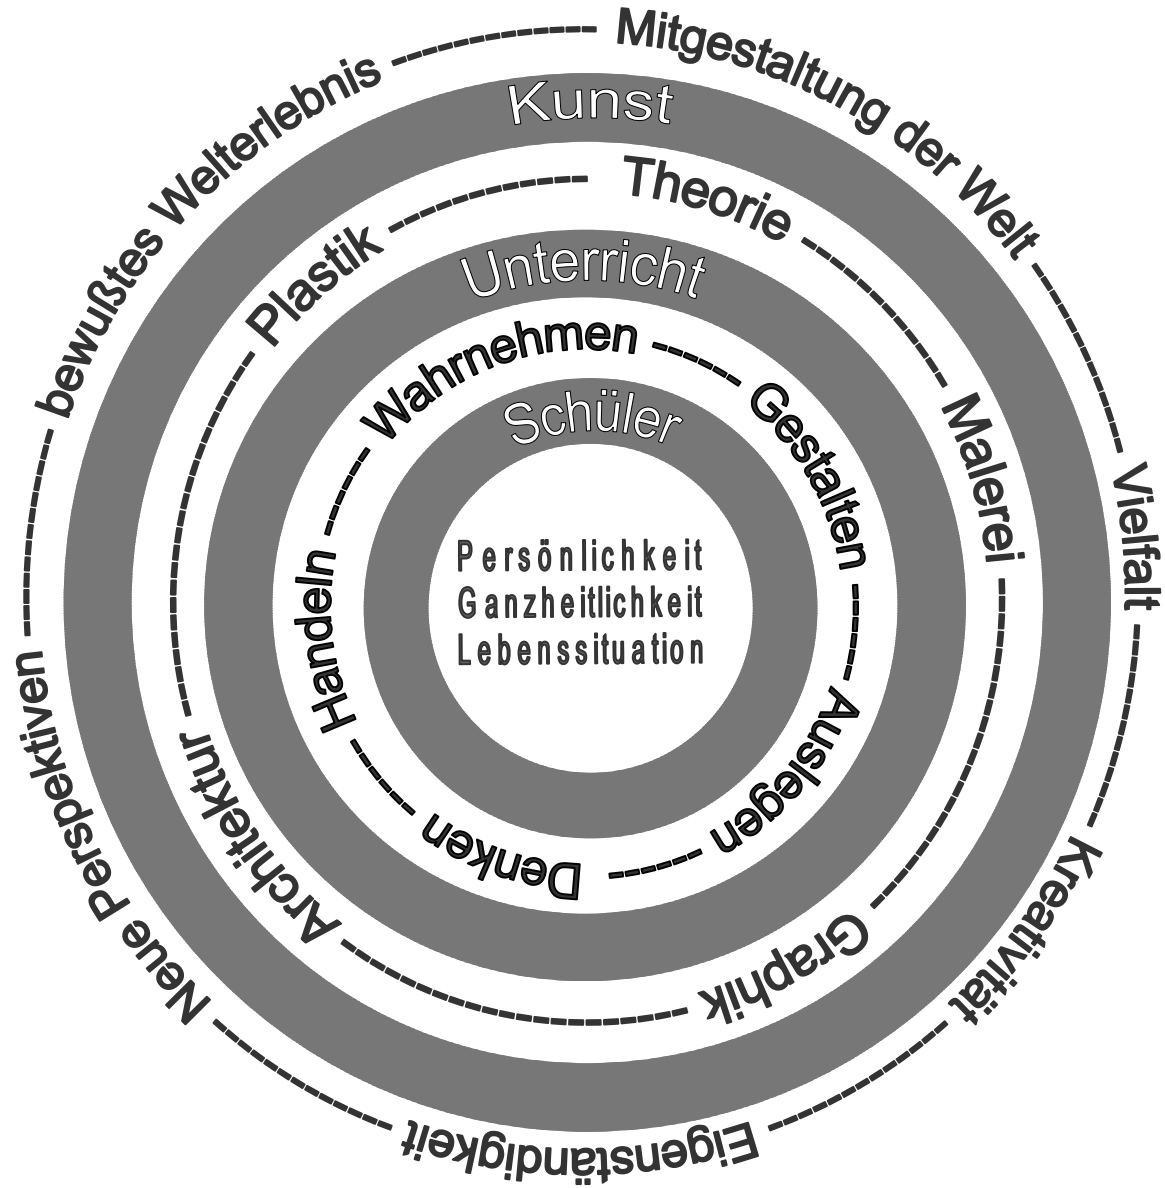 Mitgestaltung der Welt ------------ Vielfalt ------------ Kreativität ------------ Eigenständigkeit ------------ Neue Perspektiven ------------ bewußtes Welterlebnis ------------
Kunst
Theorie ------------ Malerei ------------ Graphik ------------ Architektur ------------ Plastik ------------
Unterricht
Wahrnehmen ------ Gestalten ------ Auslegen ------ Denken ------ Handeln ------
Schüler
Persönlichkeit
Ganzheitlichkeit
Lebenssituation